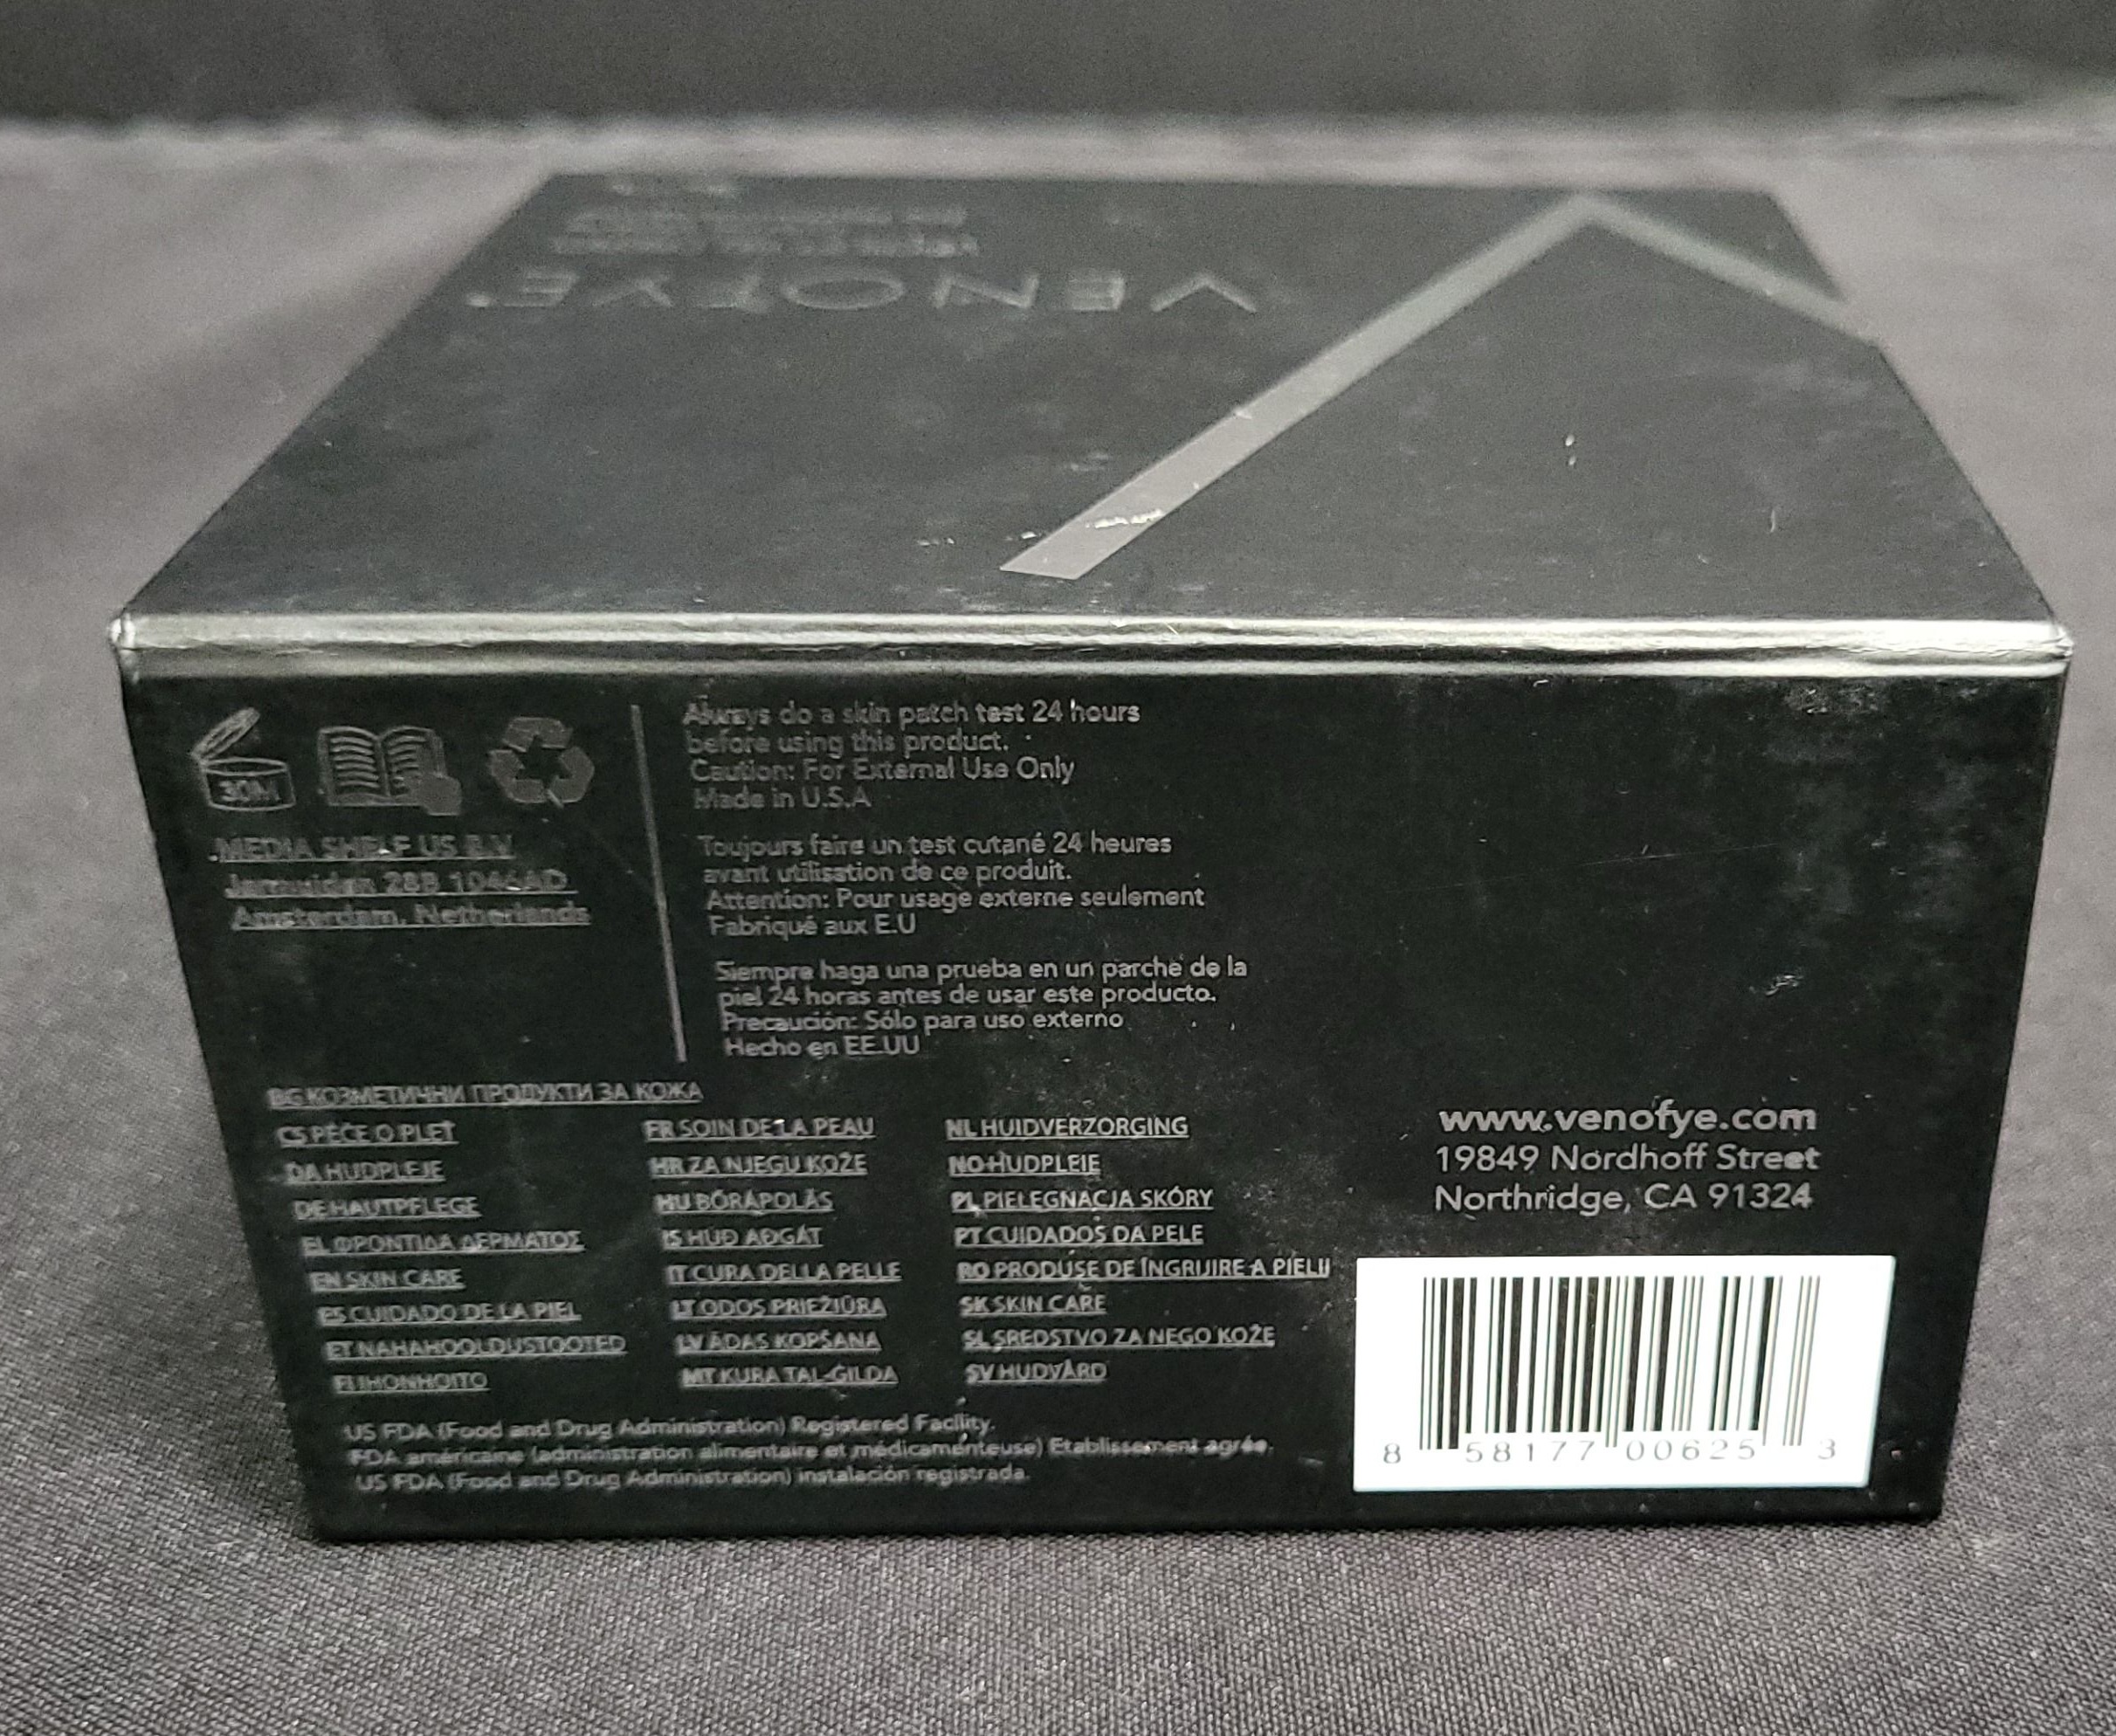 VENOFYE
30M
MEDIA SHELF US B.V
28B 1046AD
Amsterdam, Netherlands
Always do a skin patch test 24 hours
before using this product.
Caution: For External Use Only
Made in U.S.A
Toujours faire un test cutané 24 heures
avant utilisation de ce produit.
Attention: Pour usage externe seulement
Fabriqué aux E.U
Siempre haga una prueba en un parche de la
piel 24 horas antes de usar este producto.
Precaución: Sólo para uso externo
Hecho en EE.UU
BG КОЗМЕТИЧНИ ПРОДУКТИ ЗА КОЖА
CS PÉČE O PLEŤ
DA HUDPLEJE
DE HAUTPFLEGE
EL ΦΡΟΝΤΙΔΑ ΔΕΡΜΑΤΟΣ
EN SKIN CARE
ES CUIDADO DE LA PIEL
ET NAHAHOOLDUSTOOTED
FI IHONHOITO
FR SOIN DE LA PEAU
HR ZA NJEGU KOŽE
HU BŐRÁPOLÁS
IS HUÐ AÐGÁT
IT CURA DELLA PELLE
LT ODOS PRIEŽIŪRA
LV ĀDAS KOPŠANA
MT KURA TAL-ĠILDA
NL HUIDVERZORGING
NO HUDPLEIE
PL PIELĘGNACJA SKÓRY
PT CUIDADOS DA PELE
RO PRODUSE DE ÎNGRIJIRE A PIELII
SK SKIN CARE
SL SREDSTVO ZA NEGO KOŽE
SV HUDVÅRD
US FDA (Food and Drug Administration) Registered Facility.
FDA américaine (administration alimentaire et médicamenteuse) Etablissement agrée.
US FDA (Food and Drug Administration) instalación registrada.
www.venofye.com
19849 Nordhoff Street
Northridge, CA 91324
8 58177 00625 3